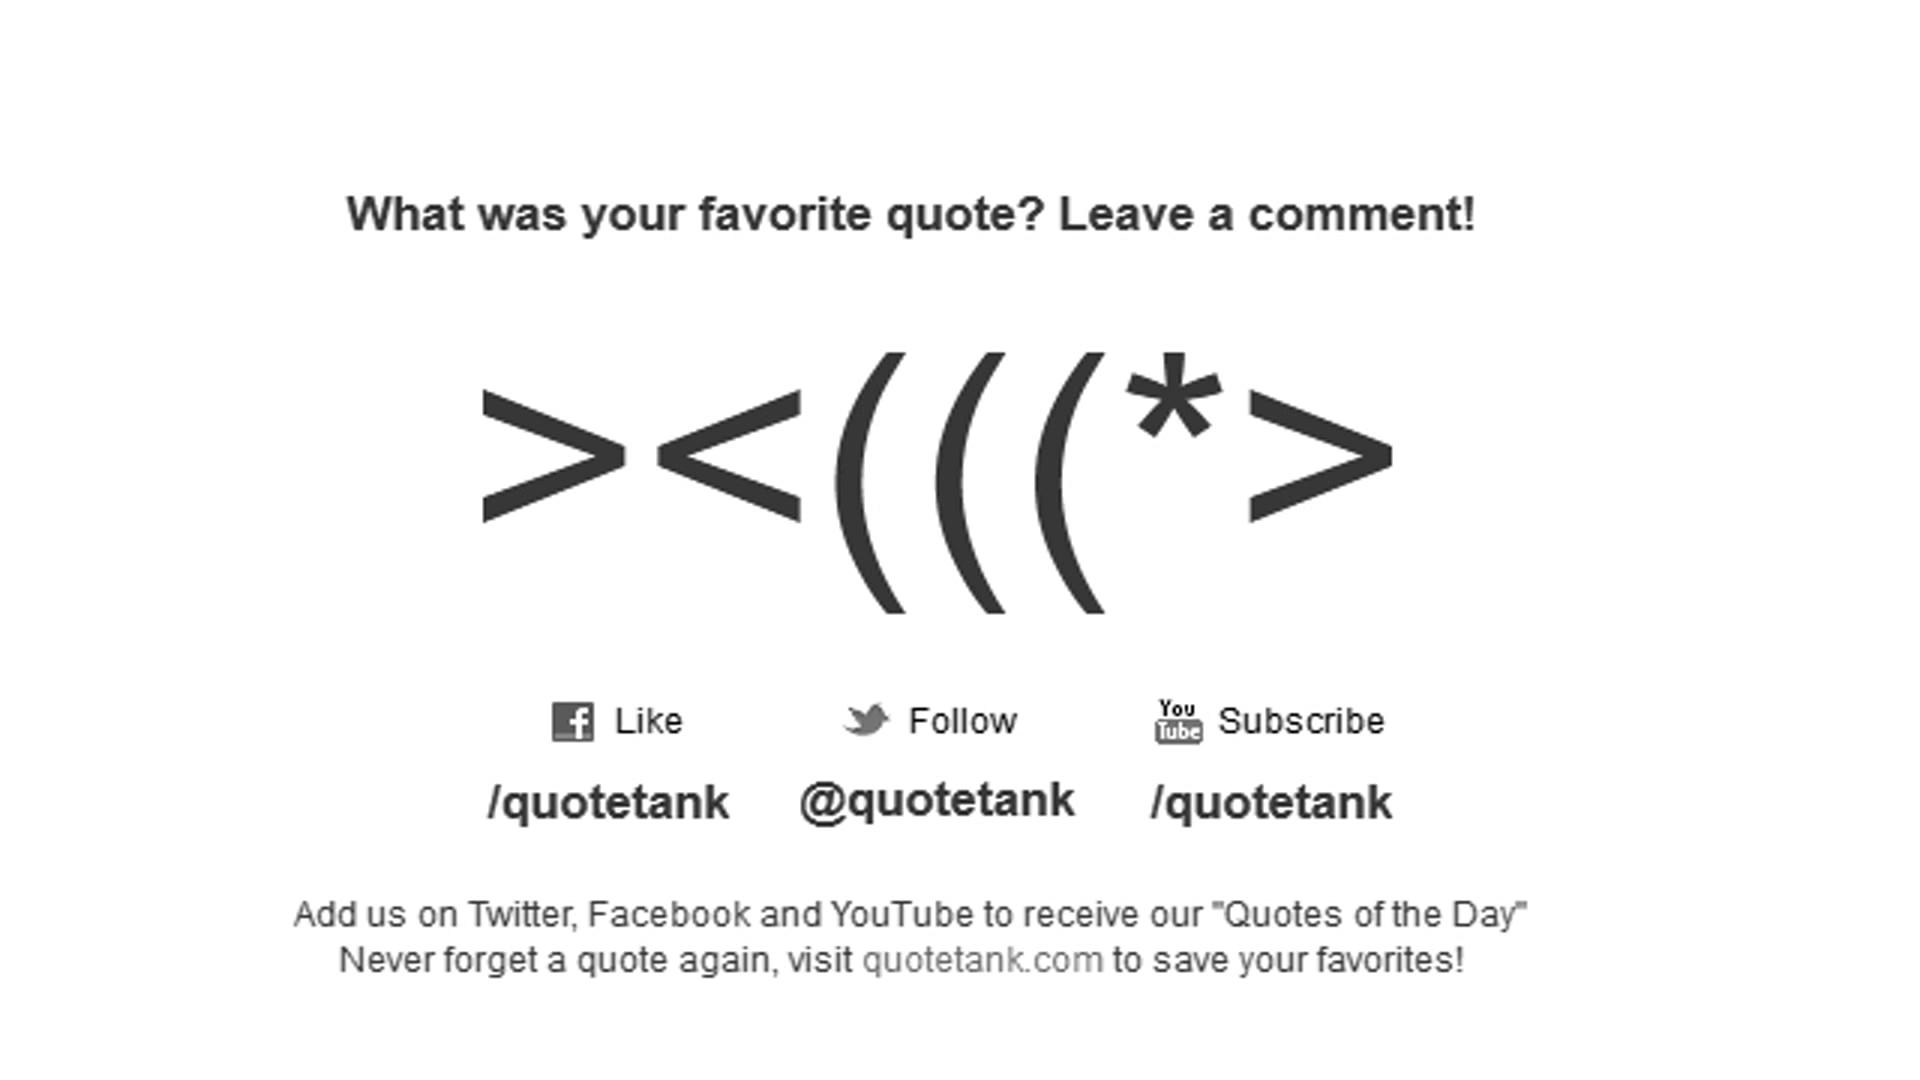 What was your favorite quote? Leave a comment!
><(((*>
f Like Follow You Tube Subscribe
/quotetank @quotetank /quotetank
Add us on Twitter, Facebook and YouTube to receive our "Quotes of the Day"
Never forget a quote again, visit quotetank.com to save your favorites!